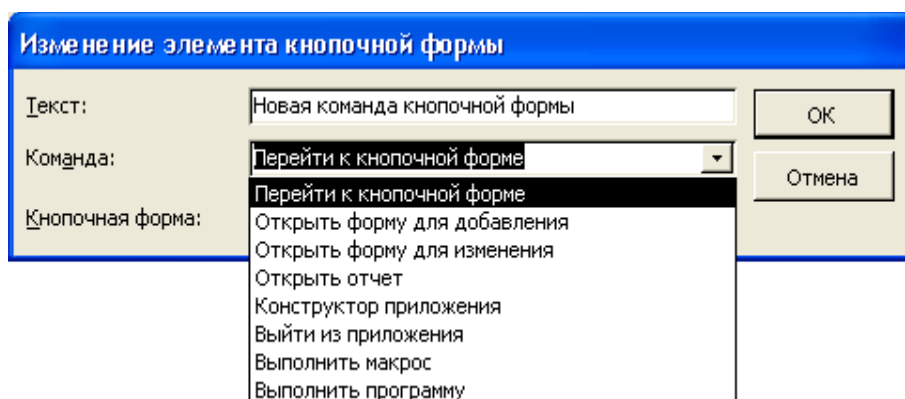 Изменение элемента кнопочной формы
Текст: Новая команда кнопочной формы OK
Команда: Перейти к кнопочной форме Отмена
Перейти к кнопочной форме
Кнопочная форма: Открыть форму для добавления
Открыть форму для изменения
Открыть отчет
Конструктор приложения
Выйти из приложения
Выполнить макрос
Выполнить программу